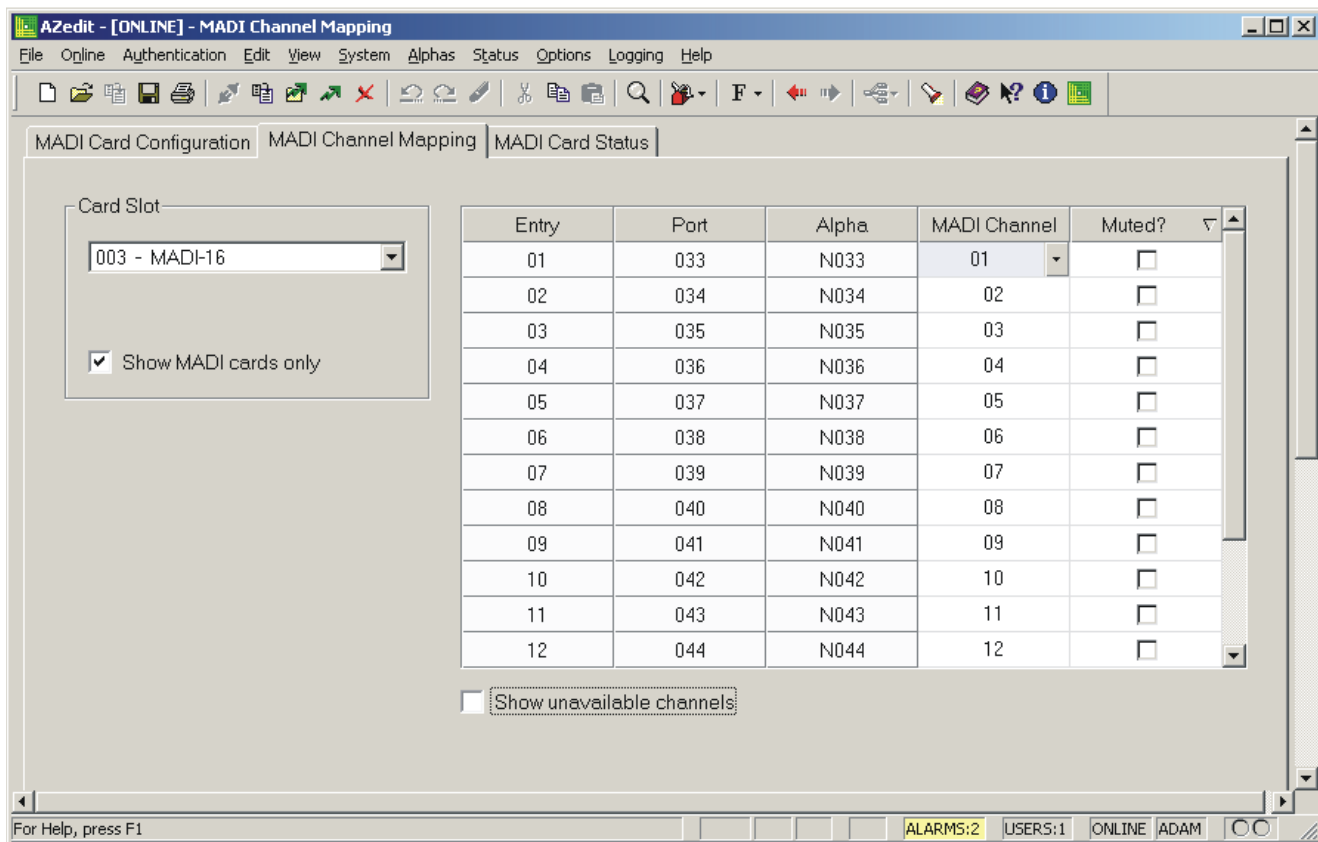 AZedit - [ONLINE] - MADI Channel Mapping
File Online Authentication Edit View System Alphas Status Options Logging Help
F
MADI Card Configuration MADI Channel Mapping MADI Card Status
Card Slot
003 - MADI-16
Show MADI cards only
Entry Port Alpha MADI Channel Muted?
01 033 N033 01
02 034 N034 02
03 035 N035 03
04 036 N036 04
05 037 N037 05
06 038 N038 06
07 039 N039 07
08 040 N040 08
09 041 N041 09
10 042 N042 10
11 043 N043 11
12 044 N044 12
Show unavailable channels
For Help, press F1 ALARMS:2 USERS:1 ONLINE ADAM